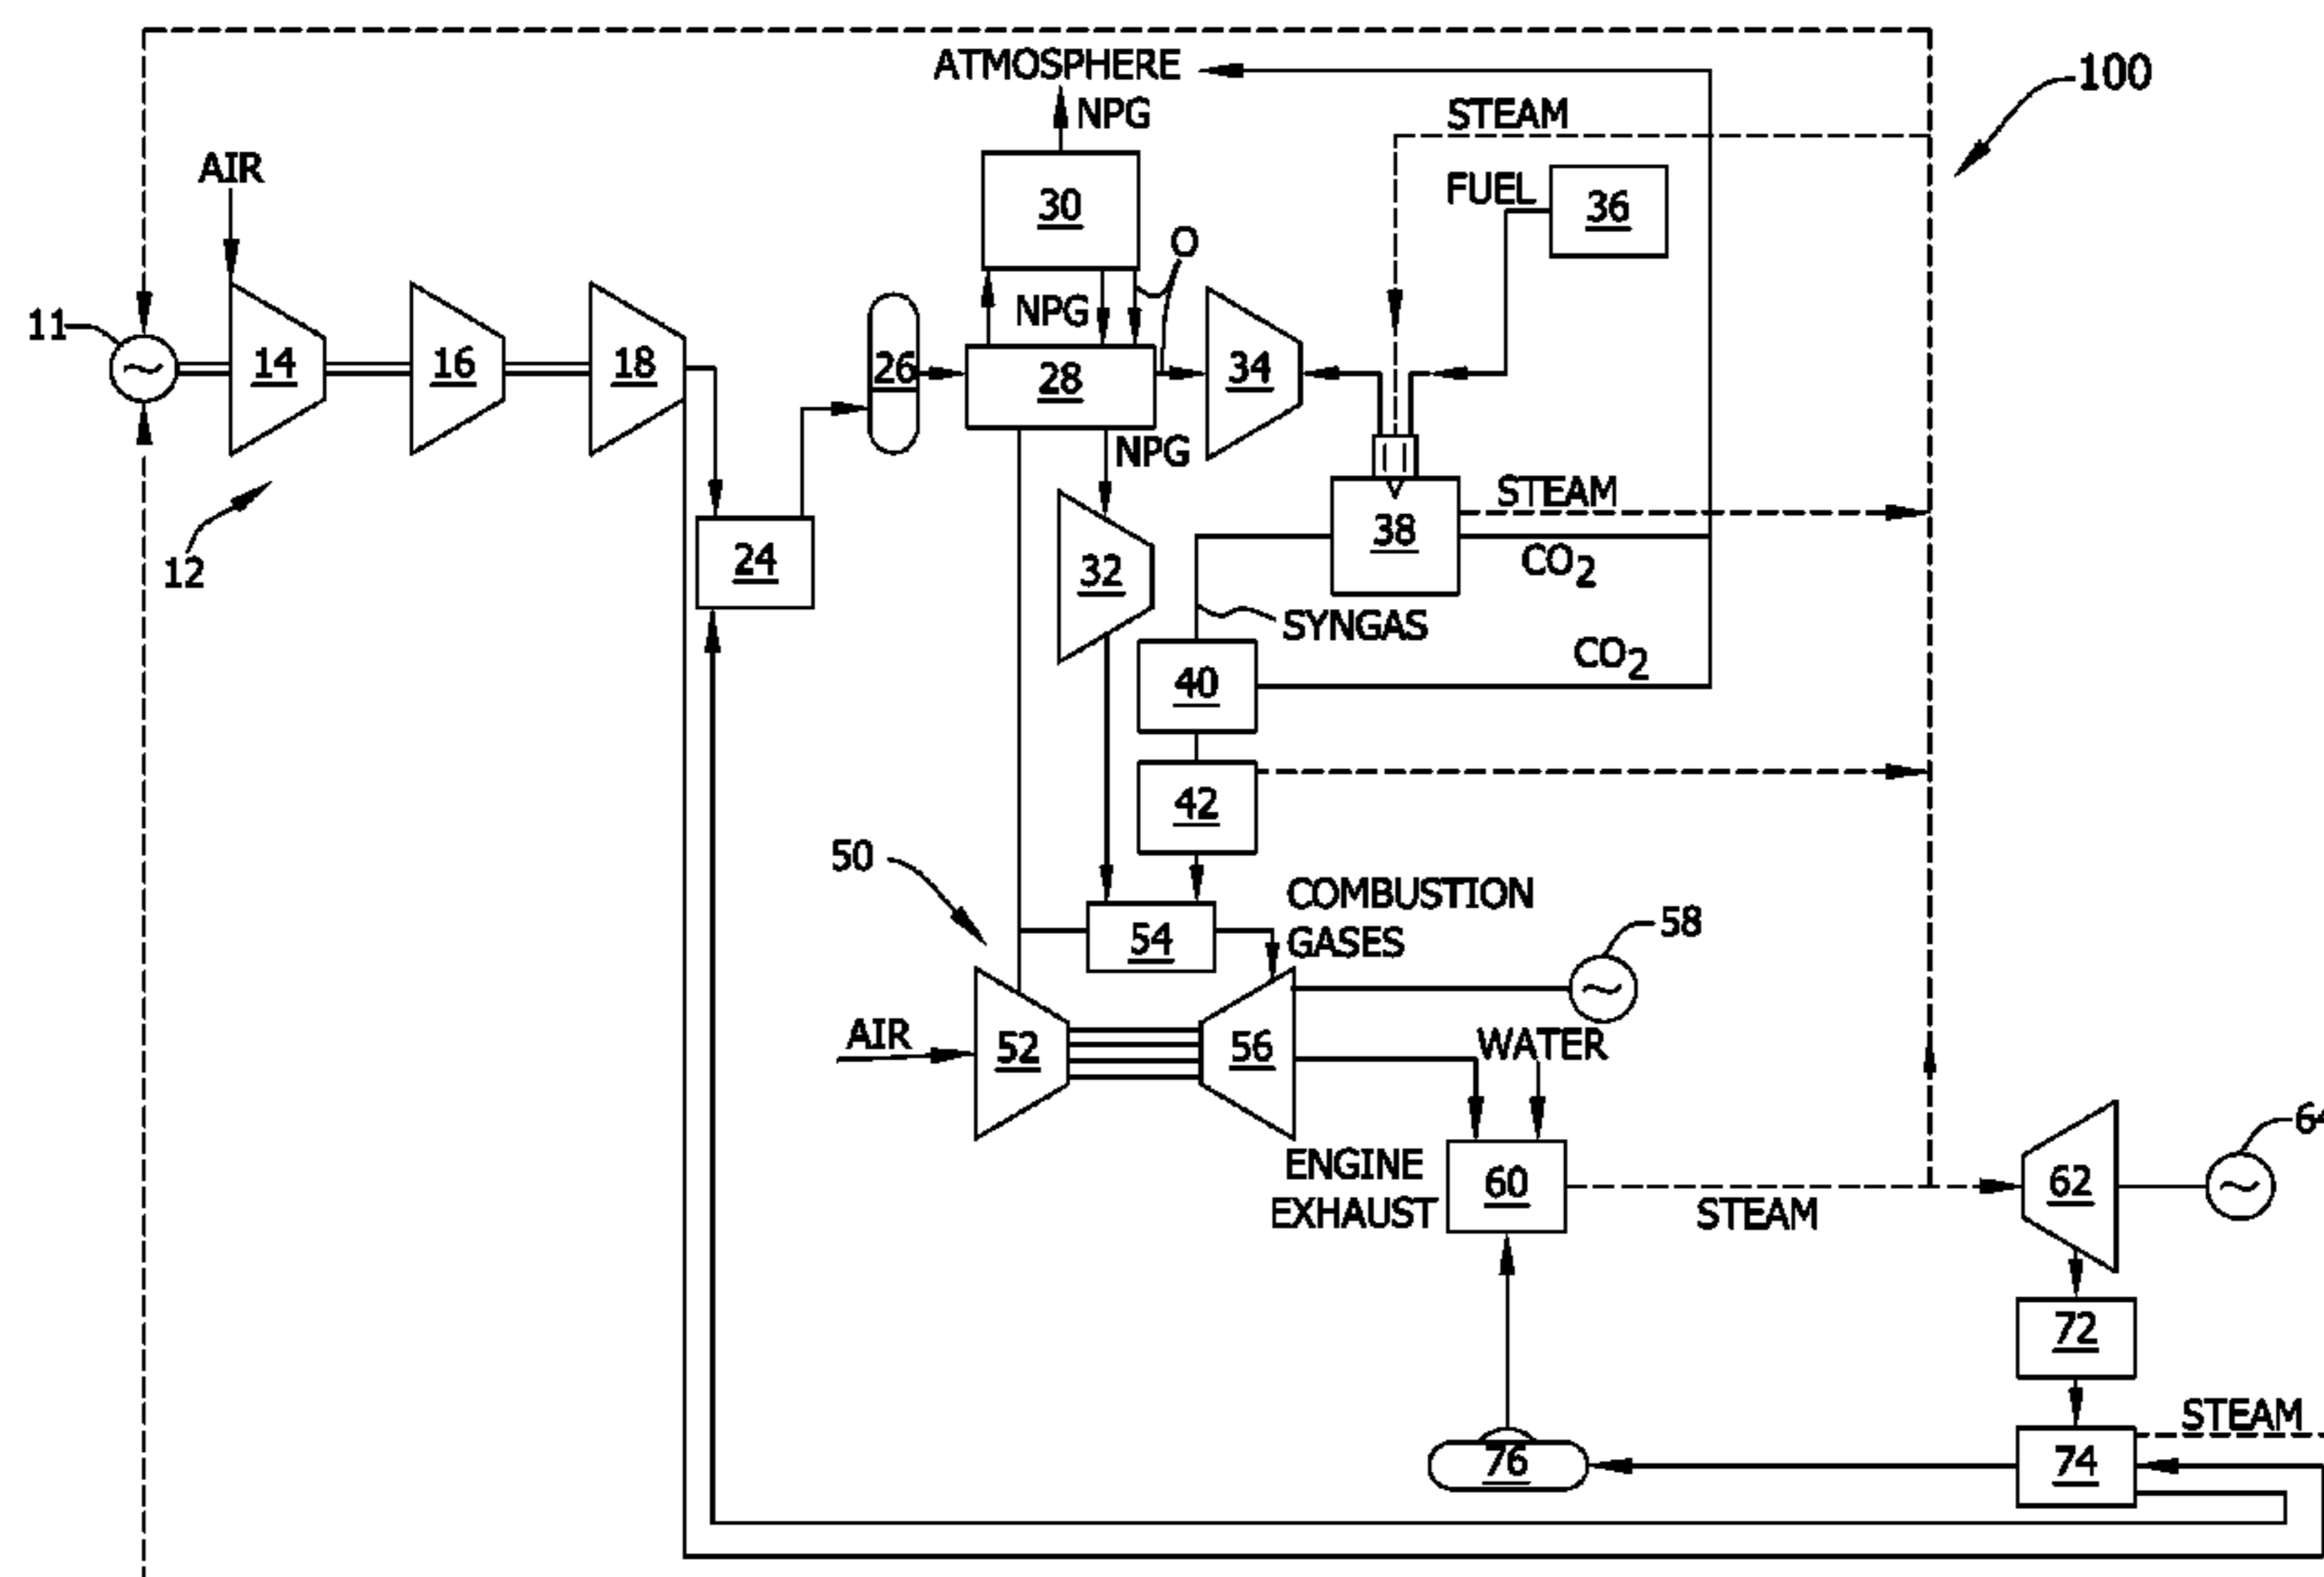 ATMOSPHERE
100
NPG
STEAM
AIR
FUEL
36
30
O
11
NPG
14
16
18
26
28
34
NPG
STEAM
12
24
32
38
CO2
SYNGAS
CO2
40
42
50
COMBUSTION
GASES
54
58
AIR
52
56
WATER
ENGINE
EXHAUST
60
STEAM
62
72
STEAM
76
74